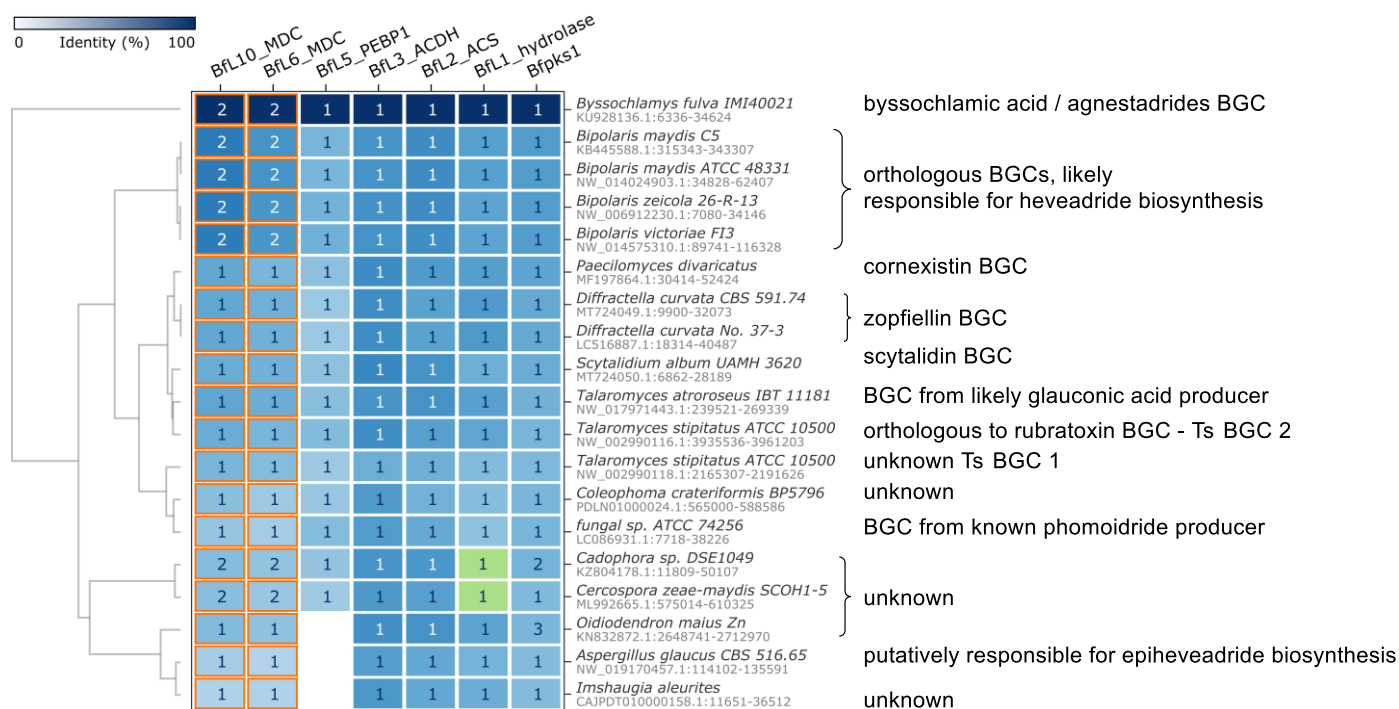 0 Identity (%) 100
BfL10_MDC BfL6_MDC BfL5_PEBP1 BfL3_ACDH BfL2_ACS BfL1_hydrolase Bfpks1
2 2 1 1 1 1 1 Byssochlamys fulva IMI40021 byssochlamic acid / agnestadrides BGC
KU928136.1:6336-34624
2 2 1 1 1 1 1 Bipolaris maydis C5
KB445588.1:315343-343307
2 2 1 1 1 1 1 Bipolaris maydis ATCC 48331 orthologous BGCs, likely
NW_014024903.1:34828-62407
2 2 1 1 1 1 1 Bipolaris zeicola 26-R-13 responsible for heveadride biosynthesis
NW_006912230.1:7080-34146
2 2 1 1 1 1 1 Bipolaris victoriae FI3
NW_014575310.1:89741-116328
1 1 1 1 1 1 1 Paecilomyces divaricatus cornexistin BGC
MF197864.1:30414-52424
1 1 1 1 1 1 1 Diffractella curvata CBS 591.74
MT724049.1:9900-32073
zopfiellin BGC
1 1 1 1 1 1 1 Diffractella curvata No. 37-3
LC516887.1:18314-40487
1 1 1 1 1 1 1 Scytalidium album UAMH 3620 scytalidin BGC
MT724050.1:6862-28189
1 1 1 1 1 1 1 Talaromyces atroroseus IBT 11181 BGC from likely glauconic acid producer
NW_017971443.1:239521-269339
1 1 1 1 1 1 1 Talaromyces stipitatus ATCC 10500 orthologous to rubratoxin BGC - Ts BGC 2
NW_002990116.1:3935536-3961203
1 1 1 1 1 1 1 Talaromyces stipitatus ATCC 10500 unknown Ts BGC 1
NW_002990118.1:2165307-2191626
1 1 1 1 1 1 1 Coleophoma crateriformis BP5796 unknown
PDLN01000024.1:565000-588586
1 1 1 1 1 1 1 fungal sp. ATCC 74256 BGC from known phomoidride producer
LC086931.1:7718-38226
2 2 1 1 1 1 2 Cadophora sp. DSE1049
KZ804178.1:11809-50107
2 2 1 1 1 1 1 Cercospora zeae-maydis SCOH1-5 unknown
ML992665.1:575014-610325
1 1 1 1 1 3 Oidiodendron maius Zn
KN832872.1:2648741-2712970
1 1 1 1 1 1 Aspergillus glaucus CBS 516.65 putatively responsible for epiheveadride biosynthesis
NW_019170457.1:114102-135591
1 1 1 1 1 1 Imshaugia aleurites unknown
CAJPDT010000158.1:11651-36512